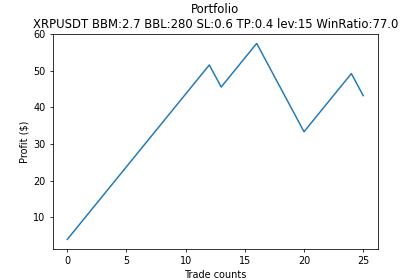 Portfolio
XRPUSDT BBM:2.7 BBL:280 SL:0.6 TP:0.4 lev:15 WinRatio:77.0
60
50
40
30
20
10
Profit ($)
0 5 10 15 20 25
Trade counts